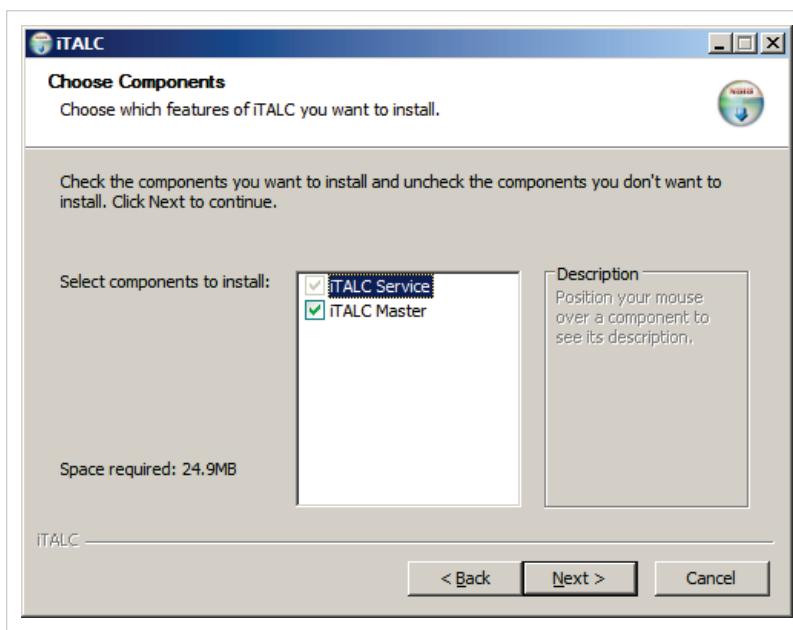 iTALC
Choose Components
Choose which features of iTALC you want to install.
Check the components you want to install and uncheck the components you don't want to
install. Click Next to continue.
Select components to install:
iTALC Service
iTALC Master
Description
Position your mouse
over a component to
see its description.
Space required: 24.9MB
iTALC
< Back
Next >
Cancel